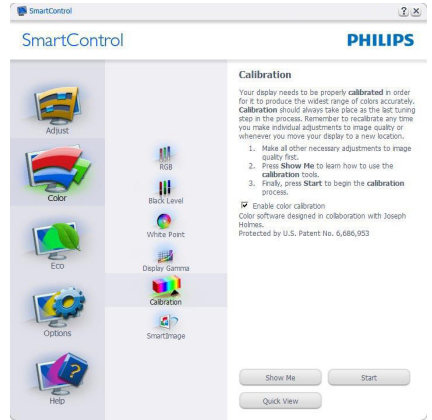 SmartControl
SmartControl
PHILIPS
Adjust
Color
Eco
Options
Help
RGB
Black Level
White Point
Display Gamma
Calibration
SmartImage
Calibration
Your display needs to be properly calibrated in order
for it to produce the widest range of colors accurately.
Calibration should always take place as the last tuning
step in the process. Remember to recalibrate any time
you make individual adjustments to image quality or
whenever you move your display to a new location.
1. Make all other necessary adjustments to image
quality first.
2. Press Show Me to learn how to use the
calibration tools.
3. Finally, press Start to begin the calibration
process.
Enable color calibration
Color software designed in collaboration with Joseph
Holmes.
Protected by U.S. Patent No. 6,686,953
Show Me
Start
Quick View